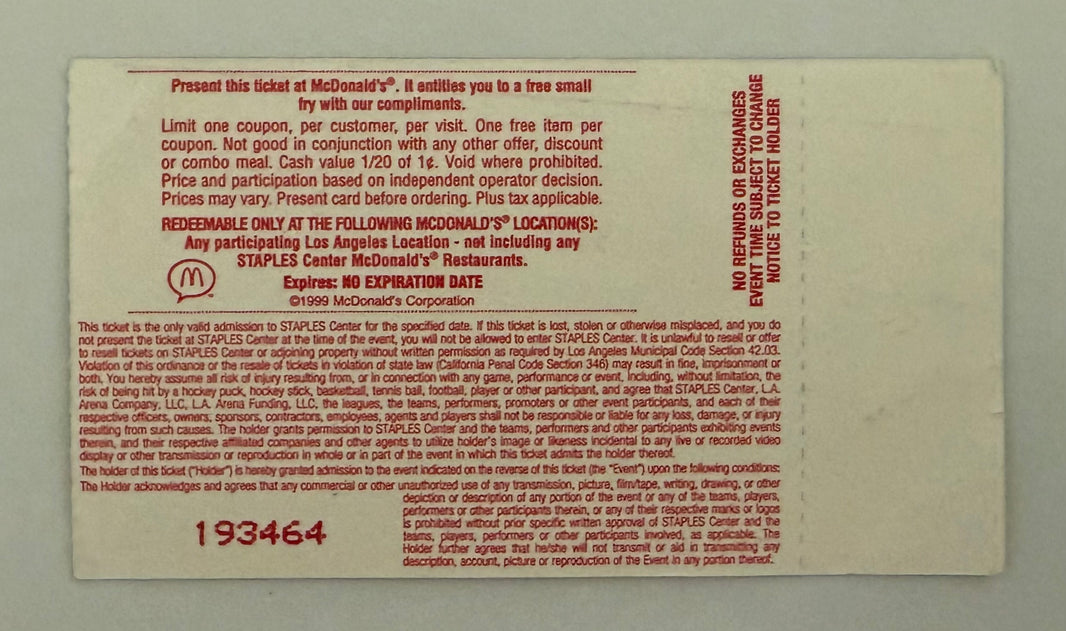 Present this ticket at McDonald's®. It entitles you to a free small
fry with our compliments.
Limit one coupon, per customer, per visit. One free item per
coupon. Not good in conjunction with any other offer, discount
or combo meal. Cash value 1/20 of 1¢. Void where prohibited.
Price and participation based on independent operator decision.
Prices may vary. Present card before ordering. Plus tax applicable.
REDEEMABLE ONLY AT THE FOLLOWING MCDONALD'S® LOCATION(S):
Any participating Los Angeles Location - not including any
STAPLES Center McDonald's® Restaurants.
Expires: NO EXPIRATION DATE
©1999 McDonald's Corporation
NO REFUNDS OR EXCHANGES
EVENT TIME SUBJECT TO CHANGE
NOTICE TO TICKET HOLDER
This ticket is the only valid admission to STAPLES Center for the specified date. If this ticket is lost, stolen or otherwise misplaced, and you do
not present the ticket at STAPLES Center at the time of the event, you will not be allowed to enter STAPLES Center. It is unlawful to resell or offer
to resell tickets on STAPLES Center or adjoining property without written permission as required by Los Angeles Municipal Code Section 42.03.
Violation of this ordinance or the resale of tickets in violation of state law (California Penal Code Section 346) may result in fine, imprisonment or
both. You hereby assume all risk of injury resulting from, or in connection with any game, performance or event, including, without limitation, the
risk of being hit by a hockey puck, hockey stick, basketball, tennis ball, football, player or other participant, and agree that STAPLES Center, L.A.
Arena Company, LLC, L.A. Arena Funding, LLC, the leagues, the teams, performers, promoters or other event participants, and each of their
respective officers, owners, sponsors, contractors, employees, agents and players shall not be responsible or liable for any loss, damage, or injury
resulting from such causes. The holder grants permission to STAPLES Center and the teams, performers and other participants exhibiting events
therein, and their respective affiliated companies and other agents to utilize holder's image or likeness incidental to any live or recorded video
display or other transmission or reproduction in whole or in part of the event in which this ticket admits the holder thereof.
The holder of this ticket ("Holder") is hereby granted admission to the event indicated on the reverse of this ticket (the "Event") upon the following conditions:
The Holder acknowledges and agrees that any commercial or other unauthorized use of any transmission, picture, film/tape, writing, drawing, or other
depiction or description of any portion of the event or any of the teams, players,
performers or other participants therein, or any of their respective marks or logos
is prohibited without prior specific written approval of STAPLES Center and the
teams, players, performers or other participants involved, as applicable. The
Holder further agrees that he/she will not transmit or aid in transmitting any
description, account, picture or reproduction of the Event in any portion thereof.
193464